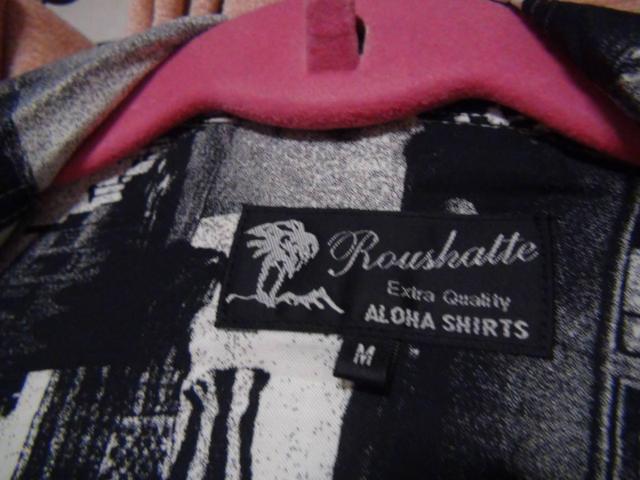 Roushatte
Extra Quality
ALOHA SHIRTS
M